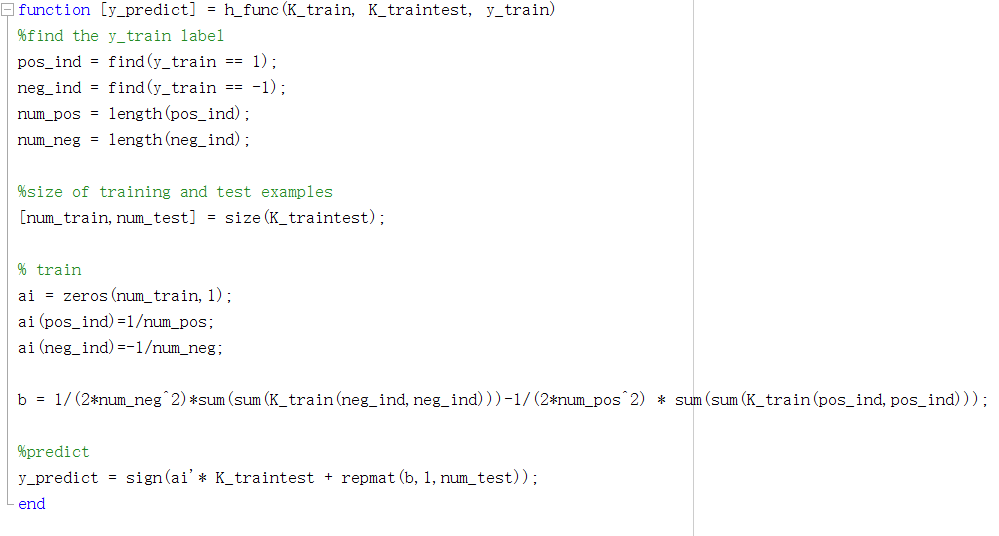 function [y_predict] = h_func(K_train, K_traintest, y_train)
%find the y_train label
pos_ind = find(y_train == 1);
neg_ind = find(y_train == -1);
num_pos = length(pos_ind);
num_neg = length(neg_ind);
%size of training and test examples
[num_train,num_test] = size(K_traintest);
% train
ai = zeros(num_train,1);
ai(pos_ind)=1/num_pos;
ai(neg_ind)=-1/num_neg;
b = 1/(2*num_neg^2)*sum(sum(K_train(neg_ind,neg_ind)))-1/(2*num_pos^2) * sum(sum(K_train(pos_ind,pos_ind)));
%predict
y_predict = sign(ai'* K_traintest + repmat(b,1,num_test));
end